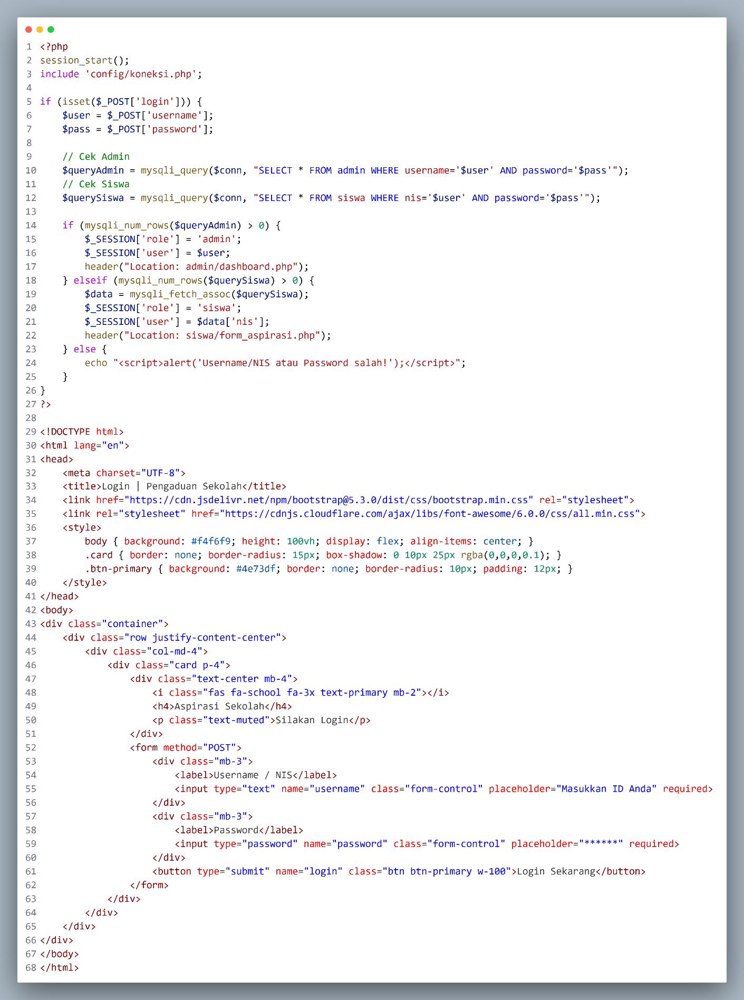 1 <?php
2 session_start();
3 include 'config/koneksi.php';
4
5 if (isset($_POST['login'])) {
6     $user = $_POST['username'];
7     $pass = $_POST['password'];
8
9     // Cek Admin
10     $queryAdmin = mysqli_query($conn, "SELECT * FROM admin WHERE username='$user' AND password='$pass'");
11     // Cek Siswa
12     $querySiswa = mysqli_query($conn, "SELECT * FROM siswa WHERE nis='$user' AND password='$pass'");
13
14     if (mysqli_num_rows($queryAdmin) > 0) {
15         $_SESSION['role'] = 'admin';
16         $_SESSION['user'] = $user;
17         header("Location: admin/dashboard.php");
18     } elseif (mysqli_num_rows($querySiswa) > 0) {
19         $data = mysqli_fetch_assoc($querySiswa);
20         $_SESSION['role'] = 'siswa';
21         $_SESSION['user'] = $data['nis'];
22         header("Location: siswa/form_aspirasi.php");
23     } else {
24         echo "<script>alert('Username/NIS atau Password salah!');</script>";
25     }
26 }
27 ?>
28
29 <!DOCTYPE html>
30 <html lang="en">
31 <head>
32     <meta charset="UTF-8">
33     <title>Login | Pengaduan Sekolah</title>
34     <link href="https://cdn.jsdelivr.net/npm/bootstrap@5.3.0/dist/css/bootstrap.min.css" rel="stylesheet">
35     <link rel="stylesheet" href="https://cdnjs.cloudflare.com/ajax/libs/font-awesome/6.0.0/css/all.min.css">
36     <style>
37         body { background: #f4f6f9; height: 100vh; display: flex; align-items: center; }
38         .card { border: none; border-radius: 15px; box-shadow: 0 10px 25px rgba(0,0,0,0.1); }
39         .btn-primary { background: #4e73df; border: none; border-radius: 10px; padding: 12px; }
40     </style>
41 </head>
42 <body>
43 <div class="container">
44     <div class="row justify-content-center">
45         <div class="col-md-4">
46             <div class="card p-4">
47                 <div class="text-center mb-4">
48                     <i class="fas fa-school fa-3x text-primary mb-2"></i>
49                     <h4>Aspirasi Sekolah</h4>
50                     <p class="text-muted">Silakan Login</p>
51                 </div>
52                 <form method="POST">
53                     <div class="mb-3">
54                         <label>Username / NIS</label>
55                         <input type="text" name="username" class="form-control" placeholder="Masukkan ID Anda" required>
56                     </div>
57                     <div class="mb-3">
58                         <label>Password</label>
59                         <input type="password" name="password" class="form-control" placeholder="******" required>
60                     </div>
61                     <button type="submit" name="login" class="btn btn-primary w-100">Login Sekarang</button>
62                 </form>
63             </div>
64         </div>
65     </div>
66 </div>
67 </body>
68 </html>